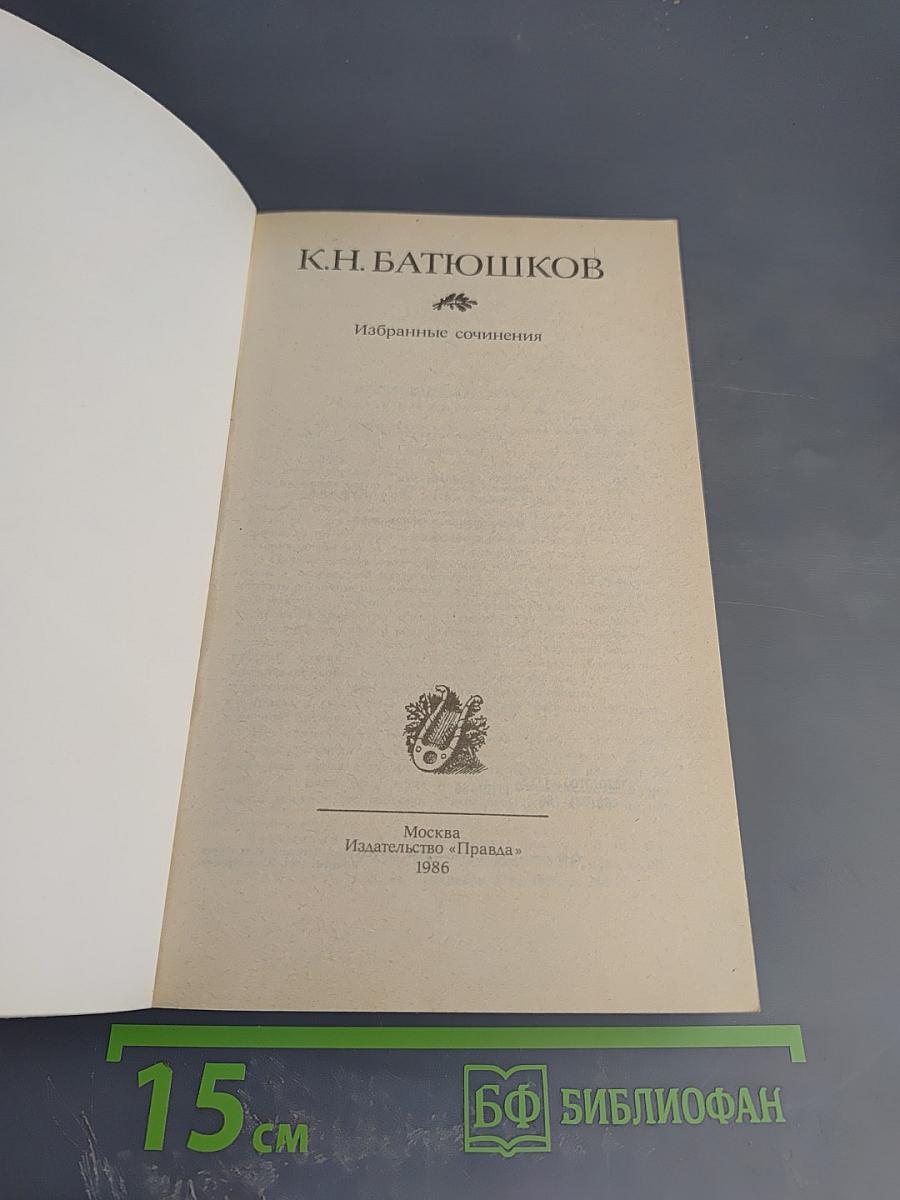 К.Н. БАТЮШКОВ
Избранные сочинения
Москва
Издательство «Правда»
1986
15 см
БФ БИБЛИОФАН